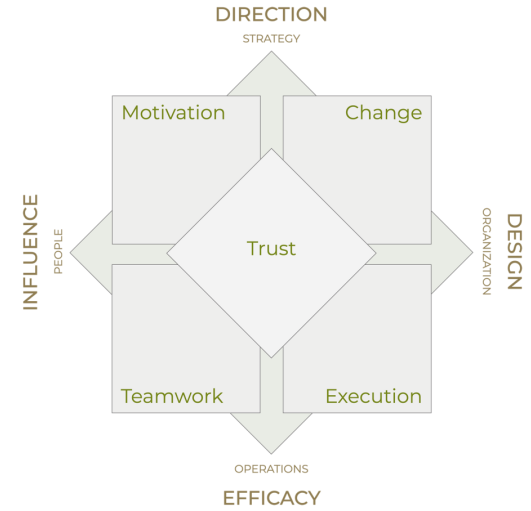 DIRECTION
STRATEGY
Motivation
Change
INFLUENCE
PEOPLE
Trust
ORGANIZATION
DESIGN
Teamwork
Execution
OPERATIONS
EFFICACY